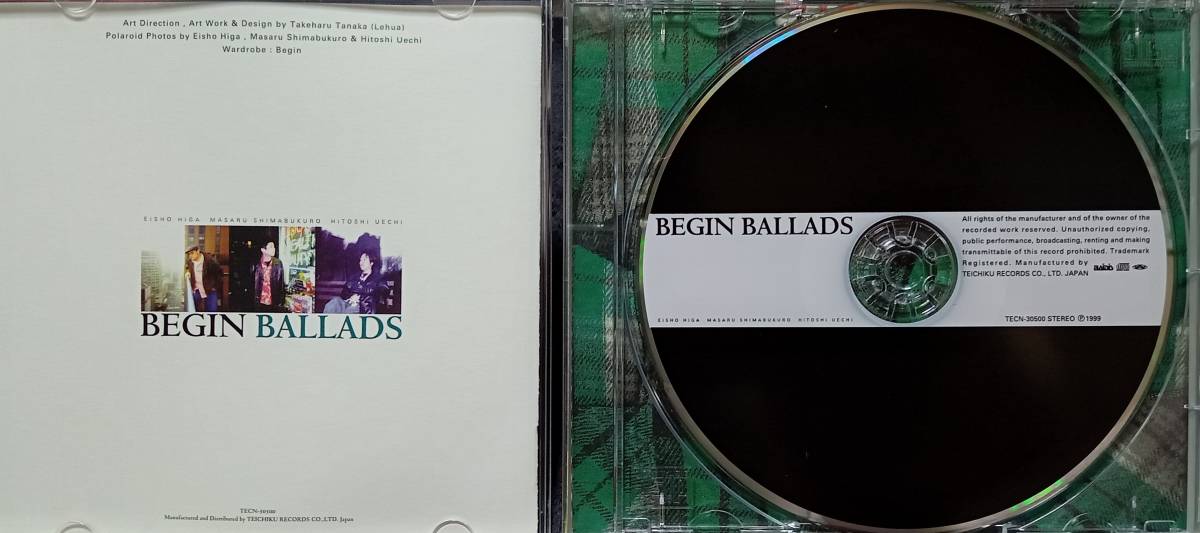 Art Direction , Art Work & Design by Takeharu Tanaka (Lehua)
Polaroid Photos by Eisho Higa , Masaru Shimabukuro & Hitoshi Uechi
Wardrobe : Begin
EiSHO HiGA MASARU SHiMABUKURO HiTOSHi UECHi
BEGIN BALLADS
TECN-30500
Manufactured and Distributed by TEICHIKU RECORDS CO.,LTD. Japan
BEGIN BALLADS
All rights of the manufacturer and of the owner of the
recorded work reserved. Unauthorized copying,
public performance, broadcasting, renting and making
transmittable of this record prohibited. Trademark
Registered. Manufactured by
TEICHIKU RECORDS CO., LTD. JAPAN
EiSHO HiGA MASARU SHiMABUKURO HiTOSHi UECHi
TECN-30500 STEREO Ⓟ1999